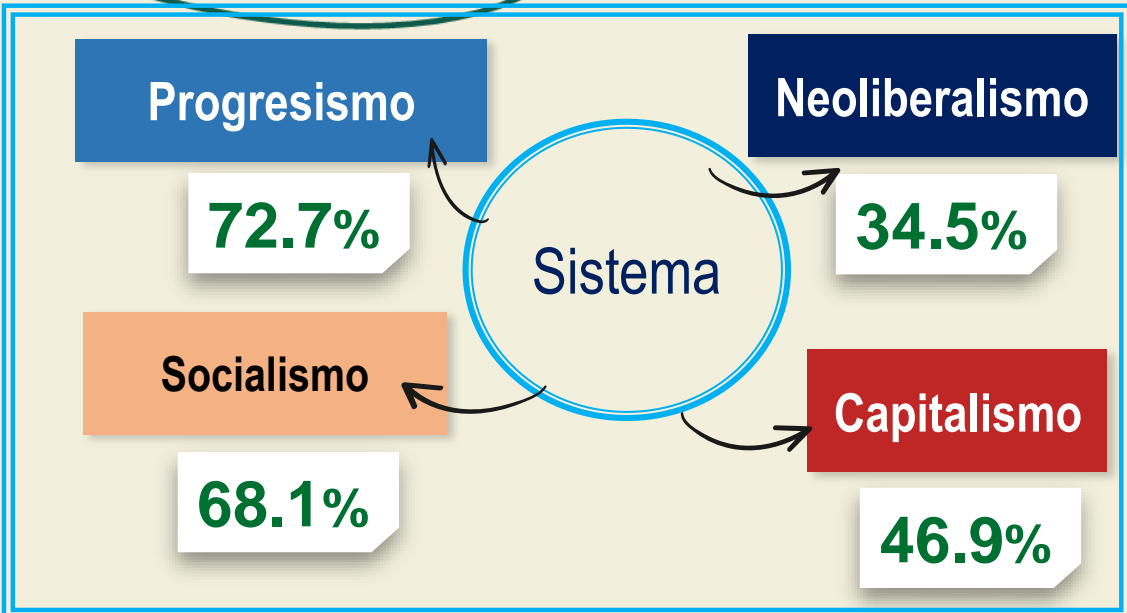 Progresismo
72.7%
Neoliberalismo
34.5%
Sistema
Socialismo
68.1%
Capitalismo
46.9%